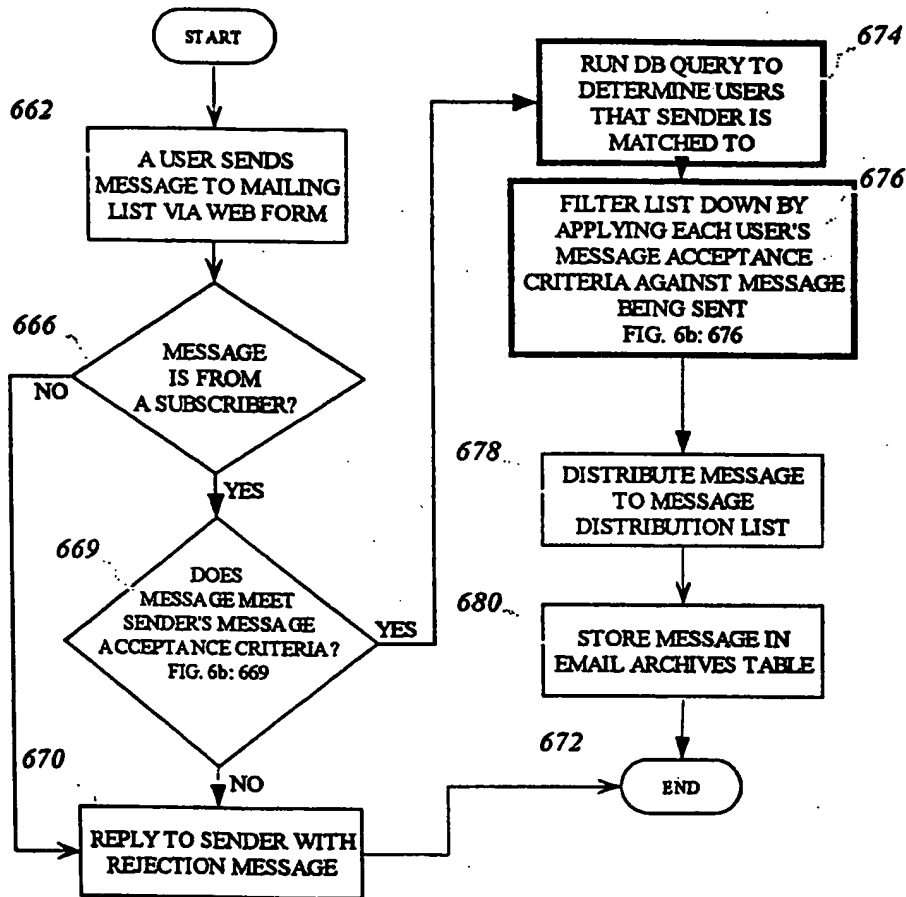 START
662
A USER SENDS
MESSAGE TO MAILING
LIST VIA WEB FORM
666
MESSAGE
IS FROM
A SUBSCRIBER?
NO
YES
669
DOES
MESSAGE MEET
SENDER'S MESSAGE
ACCEPTANCE CRITERIA?
FIG. 6b: 669
YES
NO
670
REPLY TO SENDER WITH
REJECTION MESSAGE
674
RUN DB QUERY TO
DETERMINE USERS
THAT SENDER IS
MATCHED TO
676
FILTER LIST DOWN BY
APPLYING EACH USER'S
MESSAGE ACCEPTANCE
CRITERIA AGAINST MESSAGE
BEING SENT
FIG. 6b: 676
678
DISTRIBUTE MESSAGE
TO MESSAGE
DISTRIBUTION LIST
680
STORE MESSAGE IN
EMAIL ARCHIVES TABLE
672
END